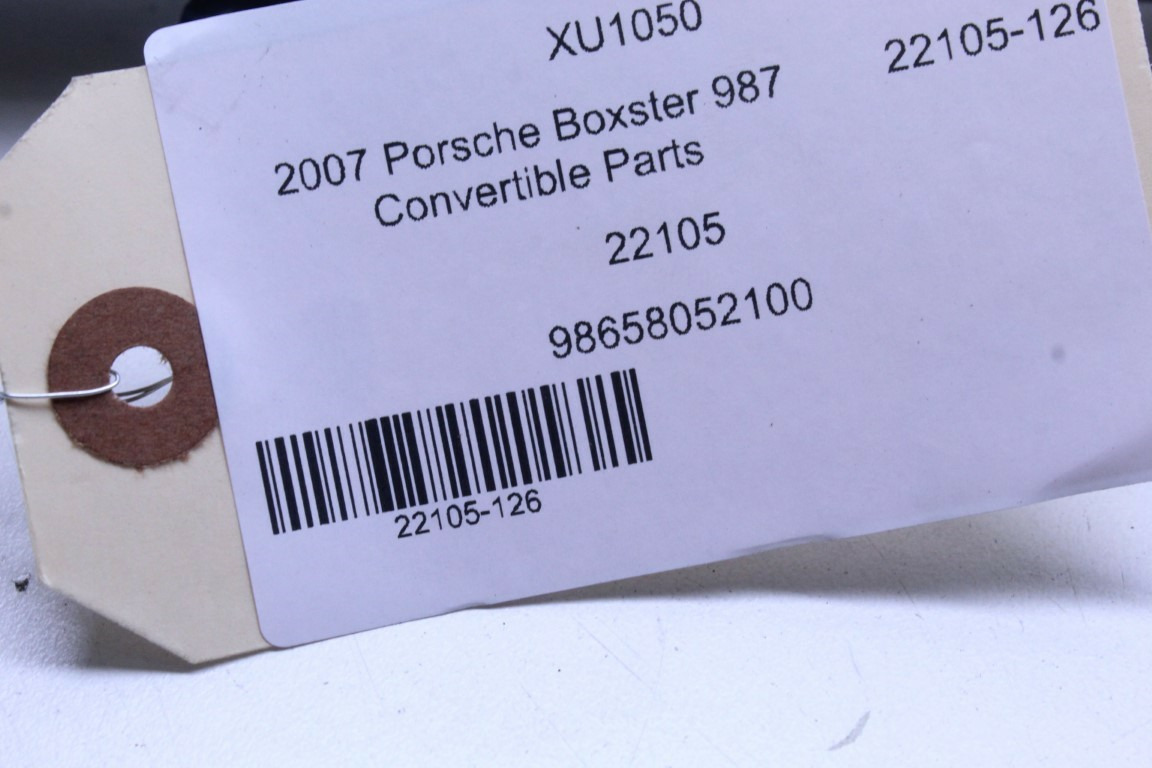 XU1050
22105-126
2007 Porsche Boxster 987
Convertible Parts
22105
98658052100
22105-126